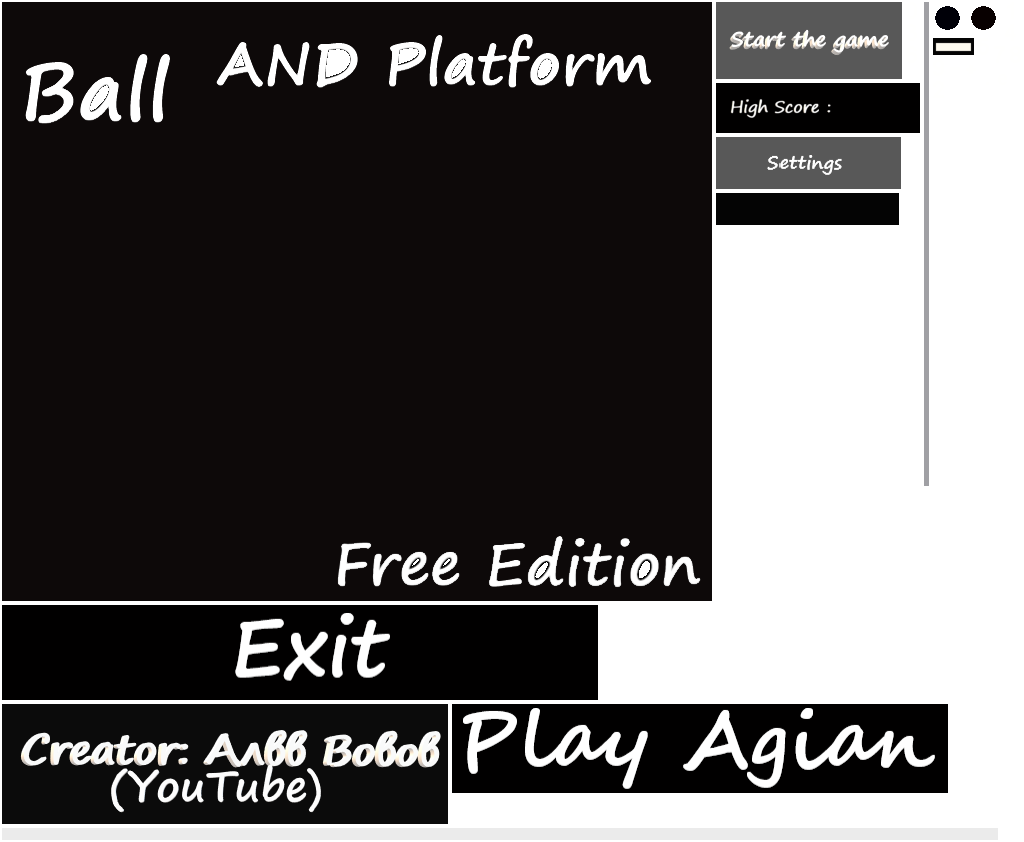 Ball AND Platform
Free Edition
Start the game
High Score :
Settings
Exit
Creator: Алвв Вовов
(YouTube)
Play Agian